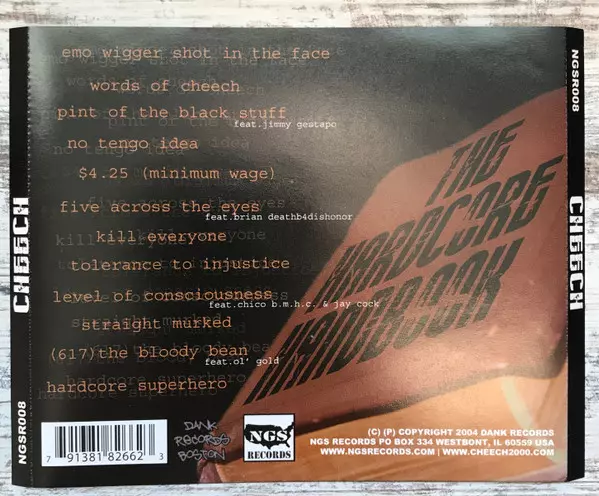 emo wigger shot in the face
words of cheech
pint of the black stuff
feat.jimmy gestapo
no tengo idea
$4.25 (minimum wage)
five across the eyes
feat.brian deathb4dishonor
kill everyone
tolerance to injustice
level of consciousness
feat.chico b.m.h.c. & jay cock
straight murked
(617) the bloody bean
feat.ol' gold
hardcore superhero
THE
HARDCORE
HANDBOOK
CHEECH
NGSR008
NGSR008
CHEECH
7 91381 82662 3
DANK
RECORDS
BOSTON
NGS
RECORDS
(C) (P) COPYRIGHT 2004 DANK RECORDS
NGS RECORDS PO BOX 334 WESTBONT, IL 60559 USA
WWW.NGSRECORDS.COM | WWW.CHEECH2000.COM